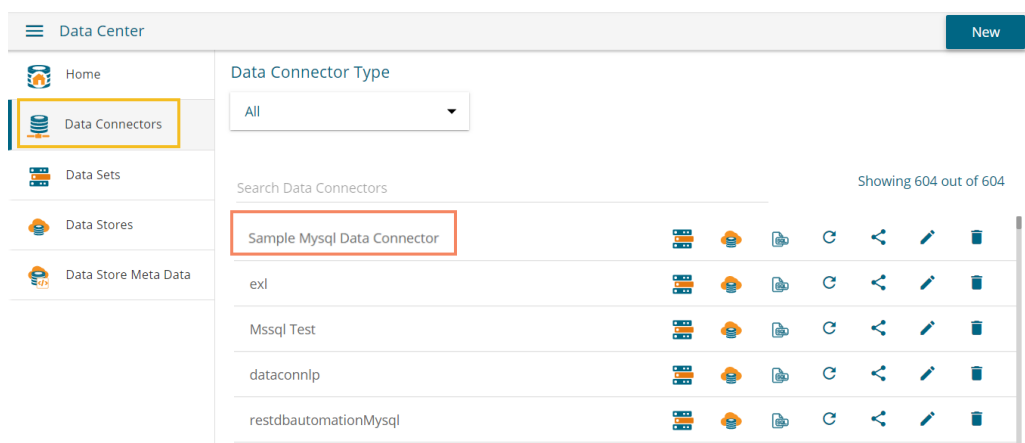 Data Center
New
Home
Data Connectors
Data Sets
Data Stores
Data Store Meta Data
Data Connector Type
All
Search Data Connectors
Showing 604 out of 604
Sample Mysql Data Connector
exl
Mssql Test
dataconnlp
restdbautomationMysql